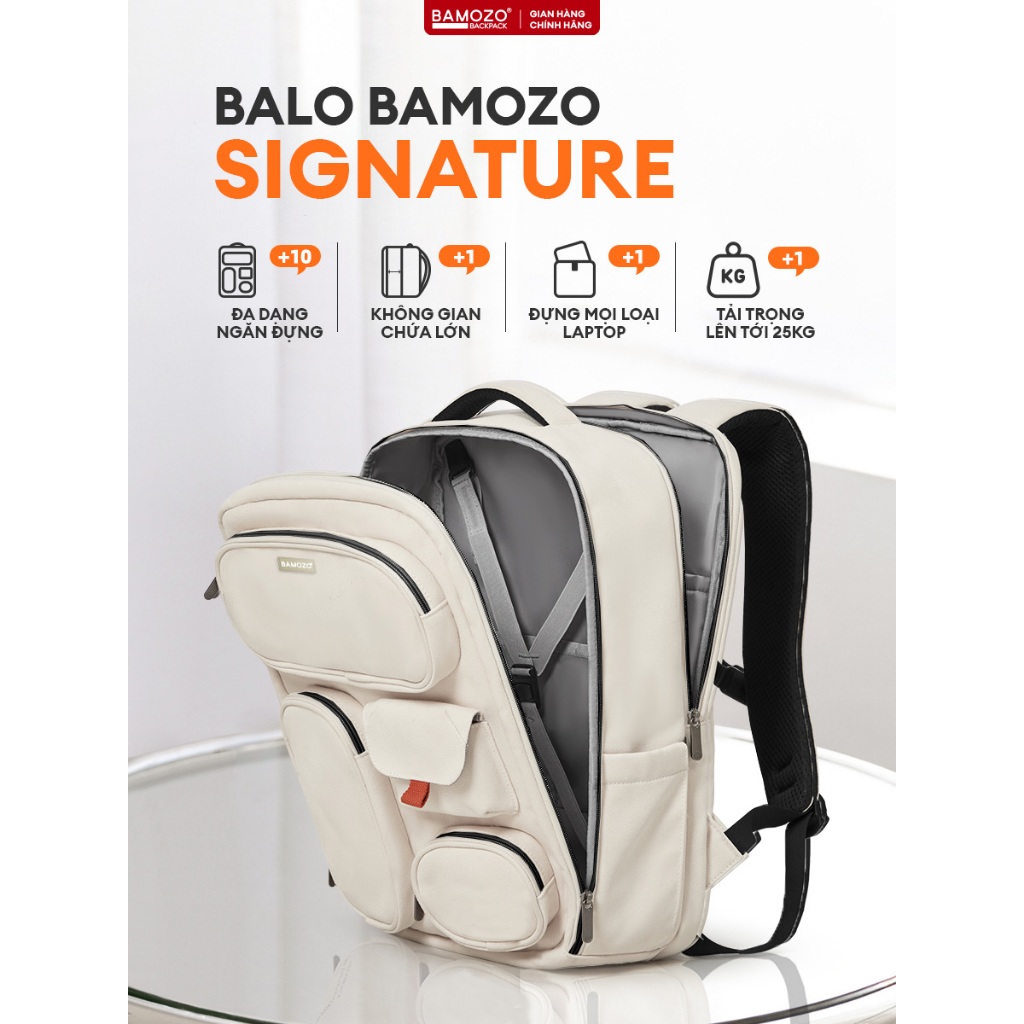 BAMOZO®
BACKPACK
GIAN HÀNG
CHÍNH HÃNG
BALO BAMOZO
SIGNATURE
+10
+1
+1
+1
KG
ĐA DẠNG
NGĂN ĐỰNG
KHÔNG GIAN
CHỨA LỚN
ĐỰNG MỌI LOẠI
LAPTOP
TẢI TRỌNG
LÊN TỚI 25KG
BAMOZO®